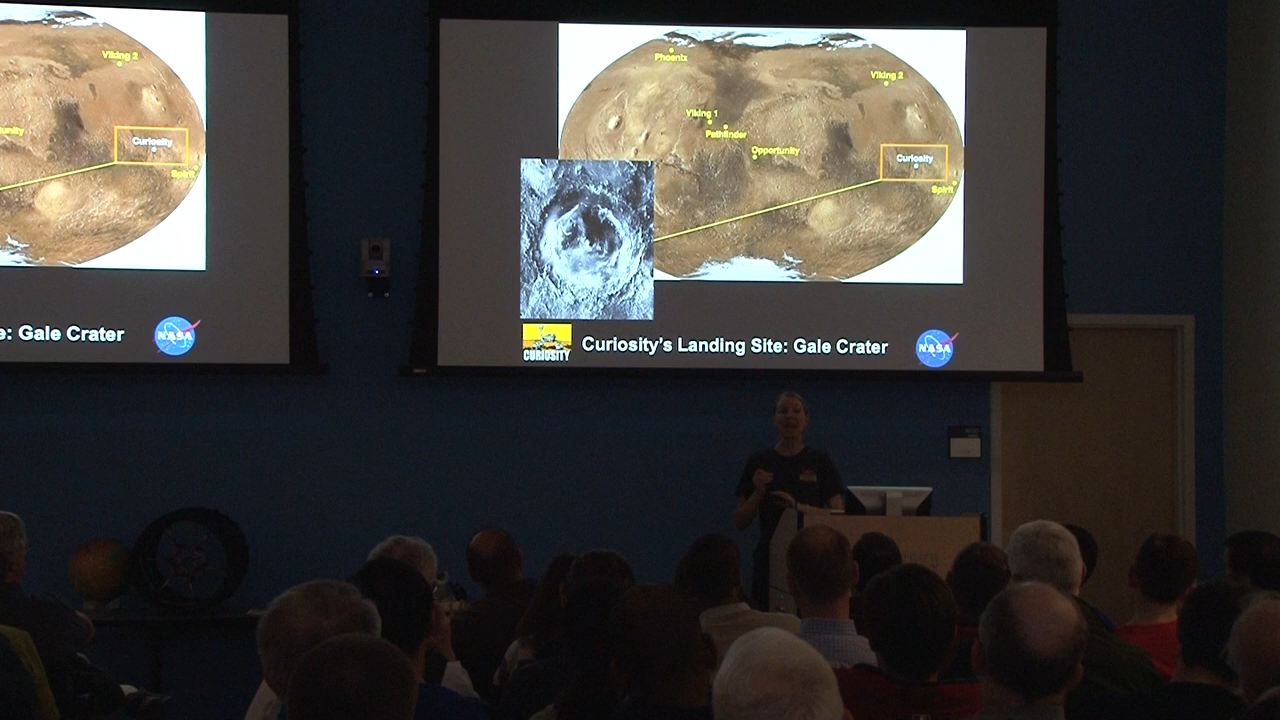 Viking 2
tunity
Curiosity
Spirit
e: Gale Crater
NASA
Phoenix
Viking 2
Viking 1
Pathfinder
Opportunity
Curiosity
Spirit
CURIOSITY
Curiosity's Landing Site: Gale Crater
NASA